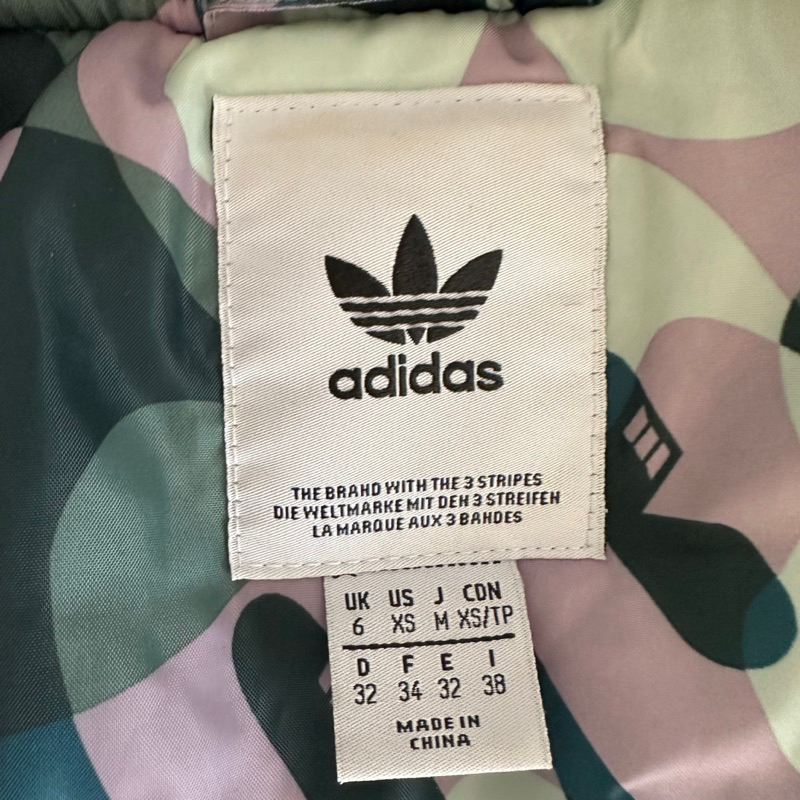 adidas
THE BRAND WITH THE 3 STRIPES
DIE WELTMARKE MIT DEN 3 STREIFEN
LA MARQUE AUX 3 BANDES
UK US J CDN
6 XS M XS/TP
D F E I
32 34 32 38
MADE IN
CHINA